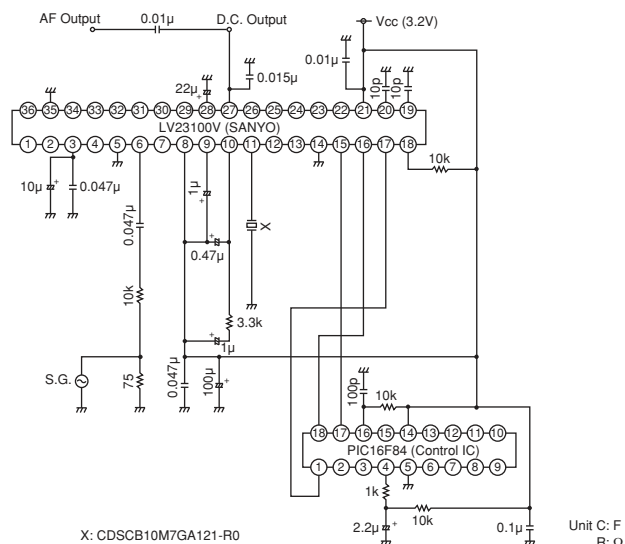 AF Output
D.C. Output
Vcc (3.2V)
0.01μ
0.01μ
0.015μ
22μ
+
10p
10p
36 35 34 33 32 31 30 29 28 27 26 25 24 23 22 21 20 19
LV23100V (SANYO)
1 2 3 4 5 6 7 8 9 10 11 12 13 14 15 16 17 18
10k
10μ
+
0.047μ
0.047μ
1μ
+
X
+
0.47μ
10k
3.3k
+
1μ
S.G.
75
0.047μ
100μ
+
100p
10k
18 17 16 15 14 13 12 11 10
PIC16F84 (Control IC)
1 2 3 4 5 6 7 8 9
1k
10k
2.2μ
+
0.1μ
X: CDSCB10M7GA121-R0
Unit C: F
R: Ω